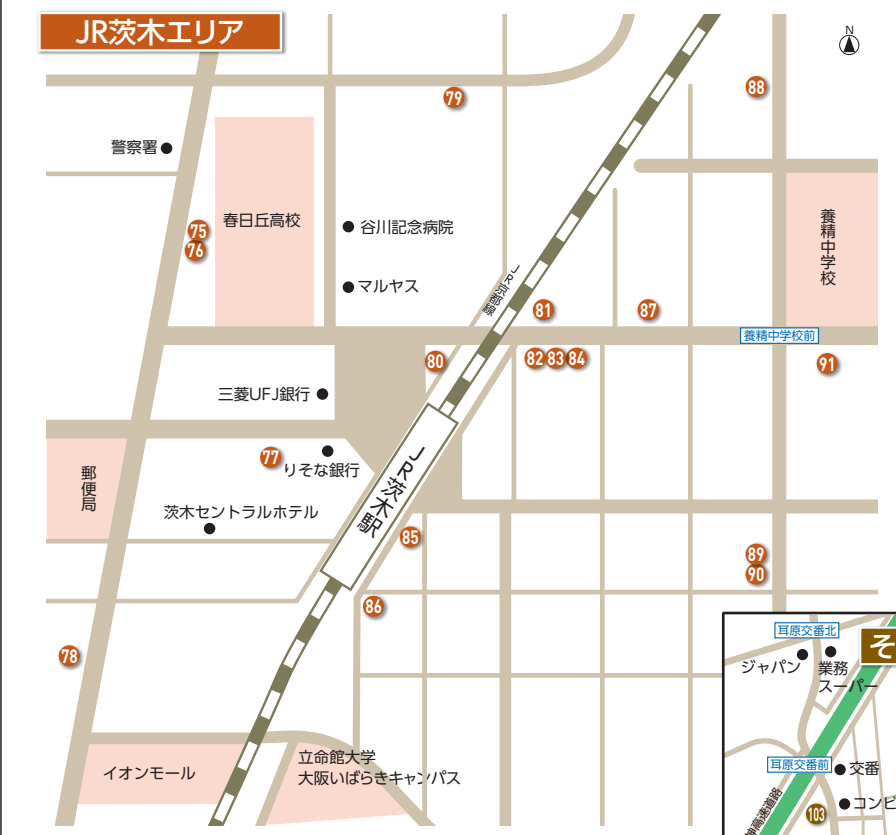 JR茨木エリア
N
79
88
警察署
75
76
春日丘高校
谷川記念病院
マルヤス
養精中学校
JR京都線
81
87
養精中学校前
80
82 83 84
91
三菱UFJ銀行
77
りそな銀行
郵便局
JR茨木駅
茨木セントラルホテル
85
89
90
86
78
イオンモール
立命館大学
大阪いばらきキャンパス
耳原交番北
そ
ジャパン
業務
スーパー
耳原交番前
交番
コンビ
103
神高速道路